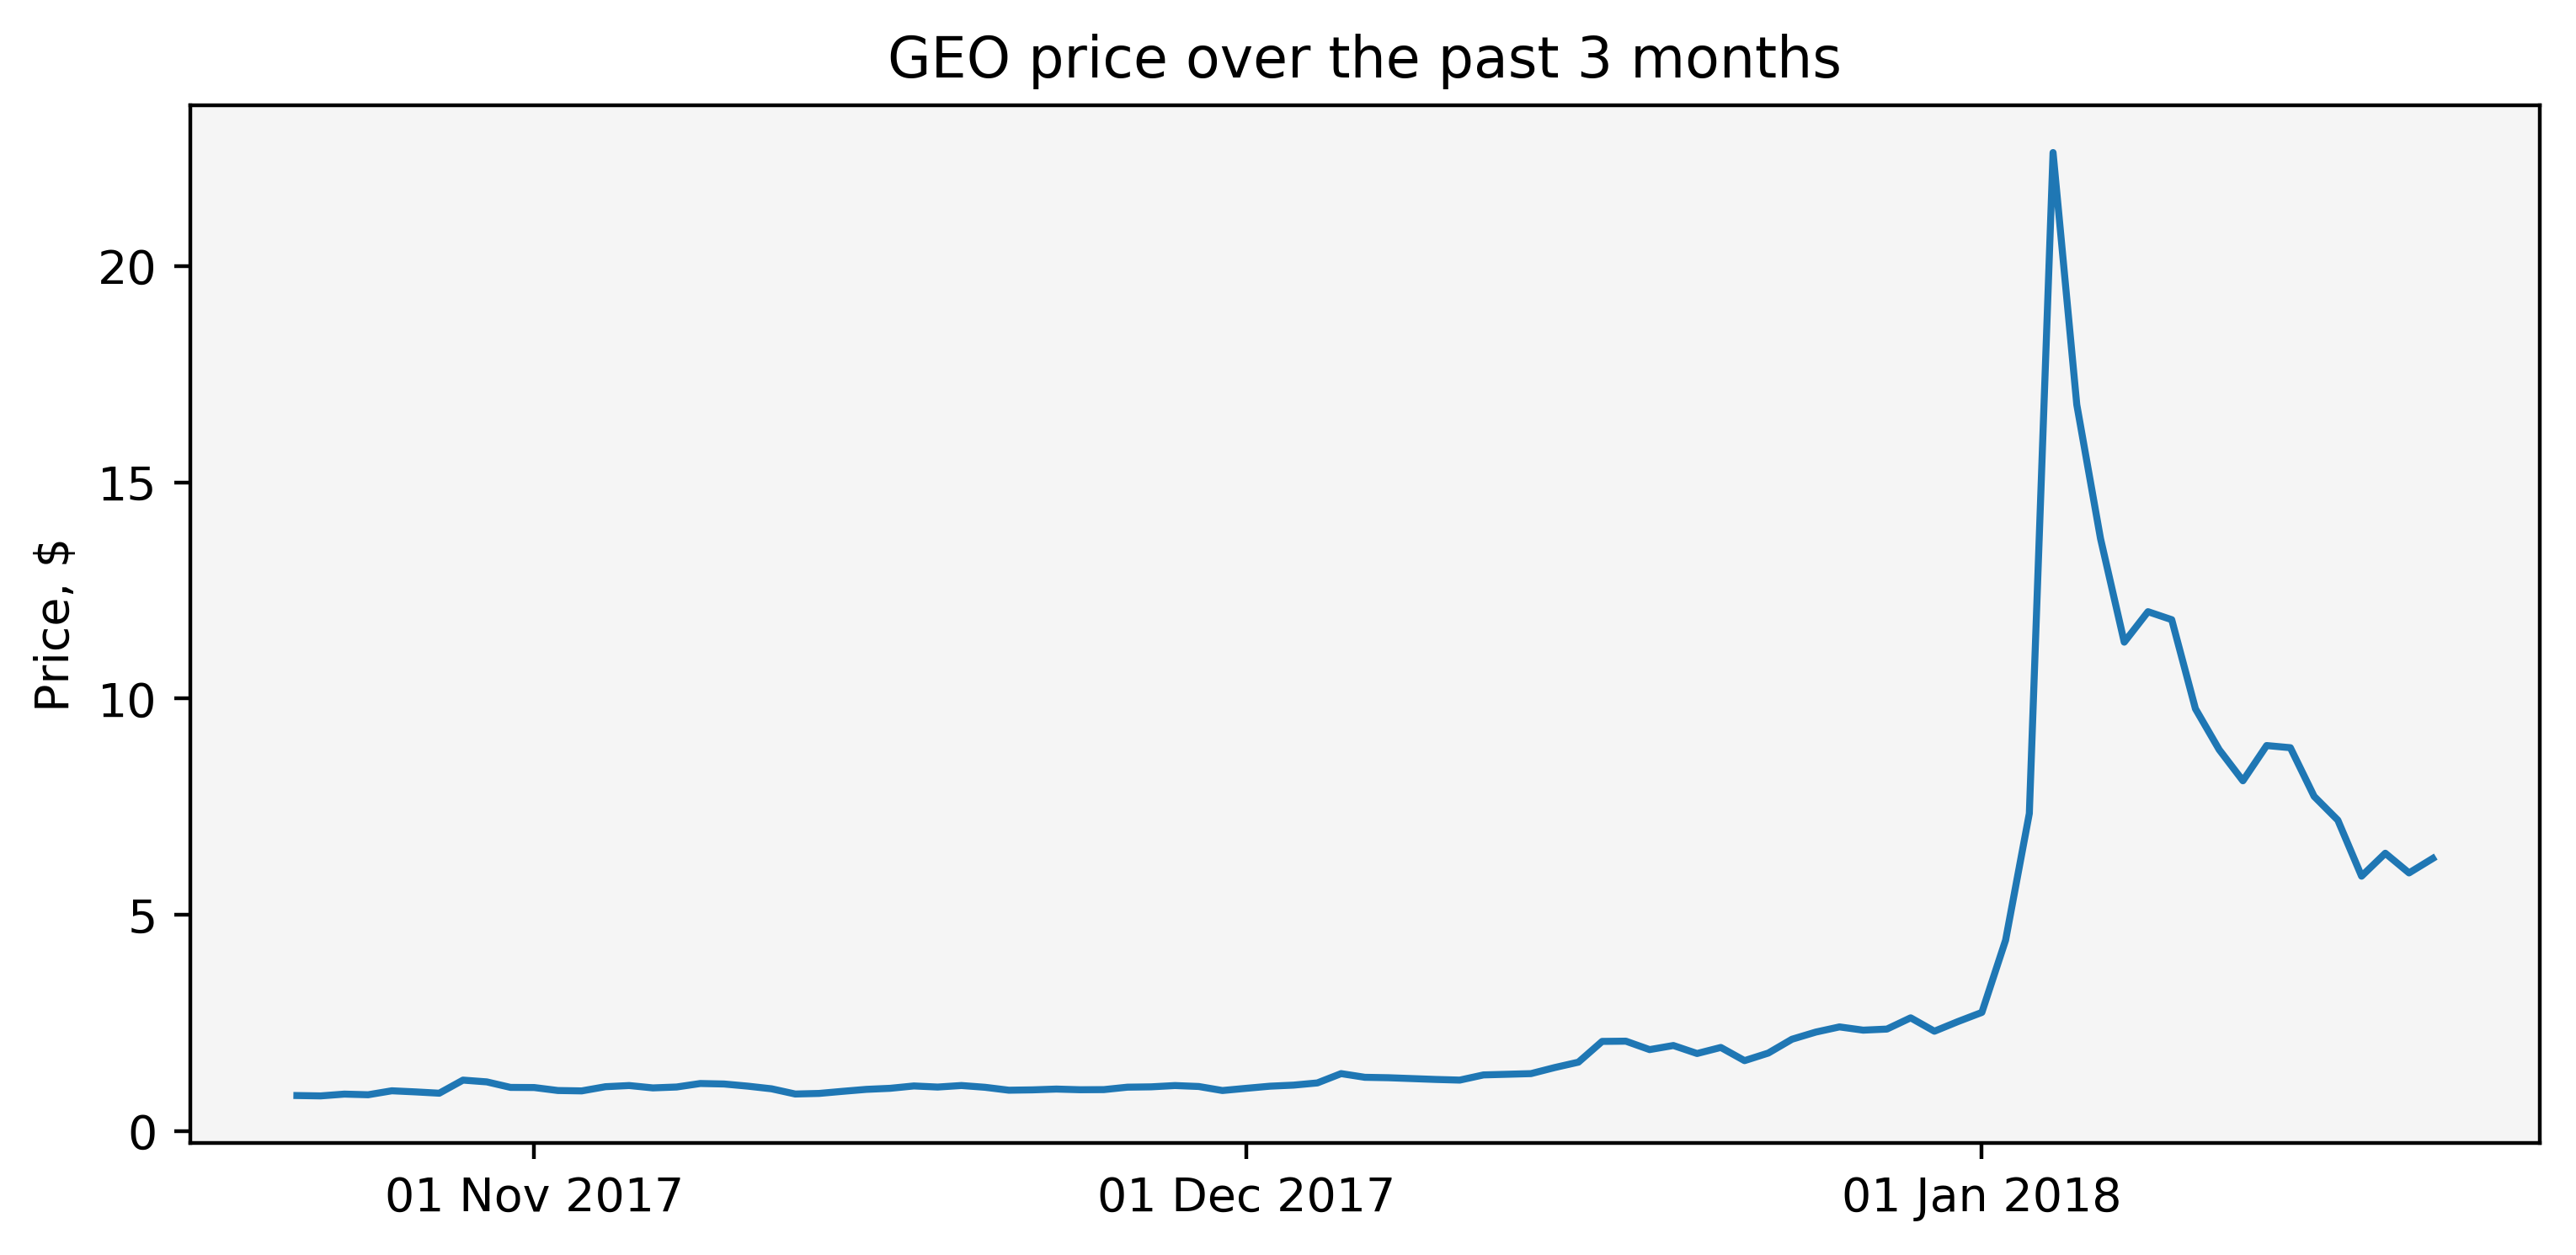 GEO price over the past 3 months
20
15
10
5
0
Price, $
01 Nov 2017
01 Dec 2017
01 Jan 2018